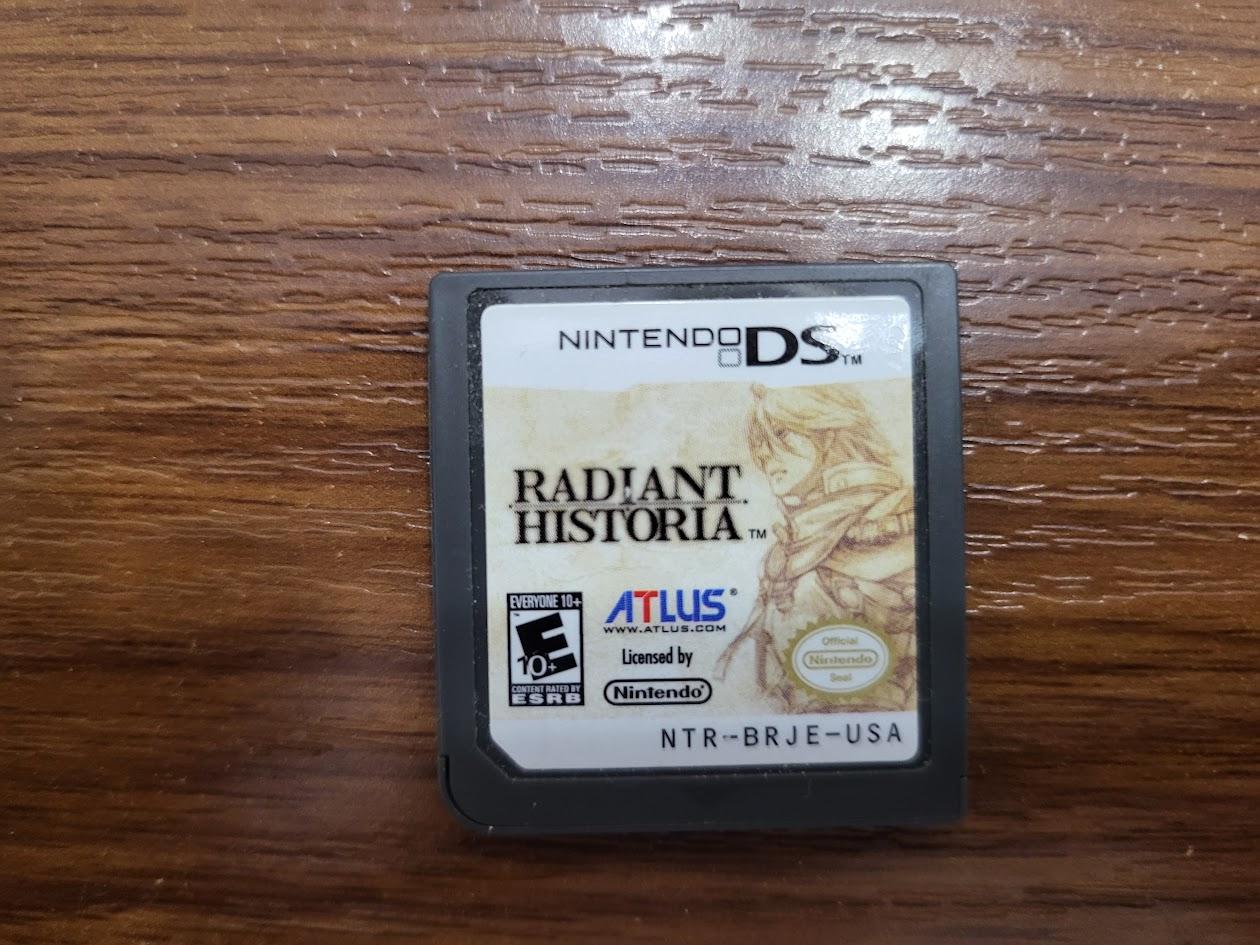 NINTENDO DS™
RADIANT
HISTORIA™
EVERYONE 10+
™
E
10+
CONTENT RATED BY
ESRB
ATLUS®
WWW.ATLUS.COM
Licensed by
Nintendo®
Official
Nintendo
Seal
NTR-BRJE-USA